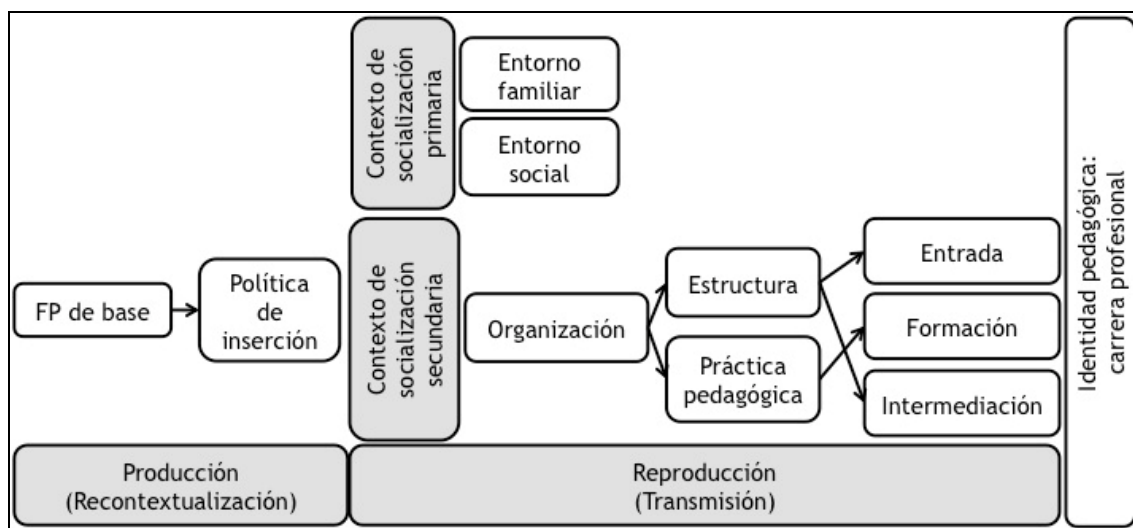 Contexto de
socialización
primaria
Entorno
familiar
Entorno
social
FP de base
Política
de
inserción
Contexto de
socialización
secundaria
Organización
Estructura
Práctica
pedagógica
Entrada
Formación
Intermediación
Identidad pedagógica:
carrera profesional
Producción
(Recontextualización)
Reproducción
(Transmisión)